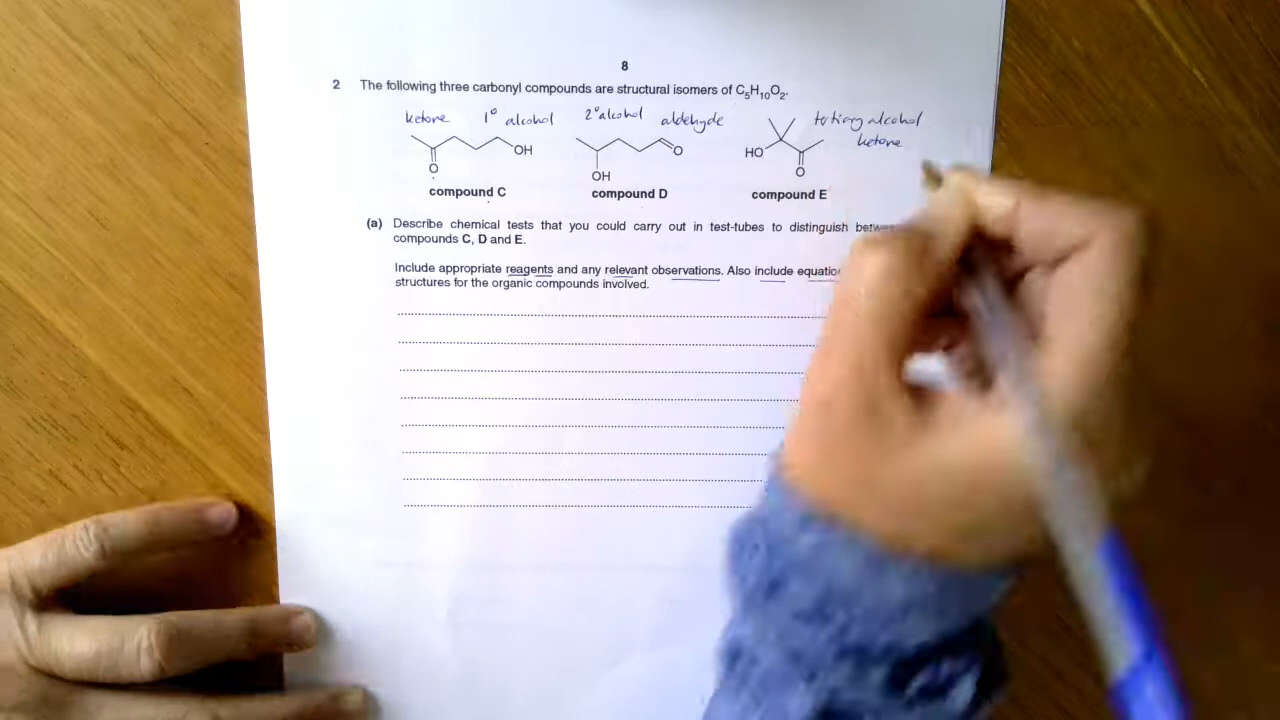 8
2 The following three carbonyl compounds are structural isomers of C₅H₁₀O₂.
ketone 1° alcohol 2° alcohol aldehyde tertiary alcohol
ketone
OH O HO
O OH O
compound C compound D compound E
(a) Describe chemical tests that you could carry out in test-tubes to distinguish
compounds C, D and E.
Include appropriate reagents and any relevant observations. Also include
structures for the organic compounds involved.